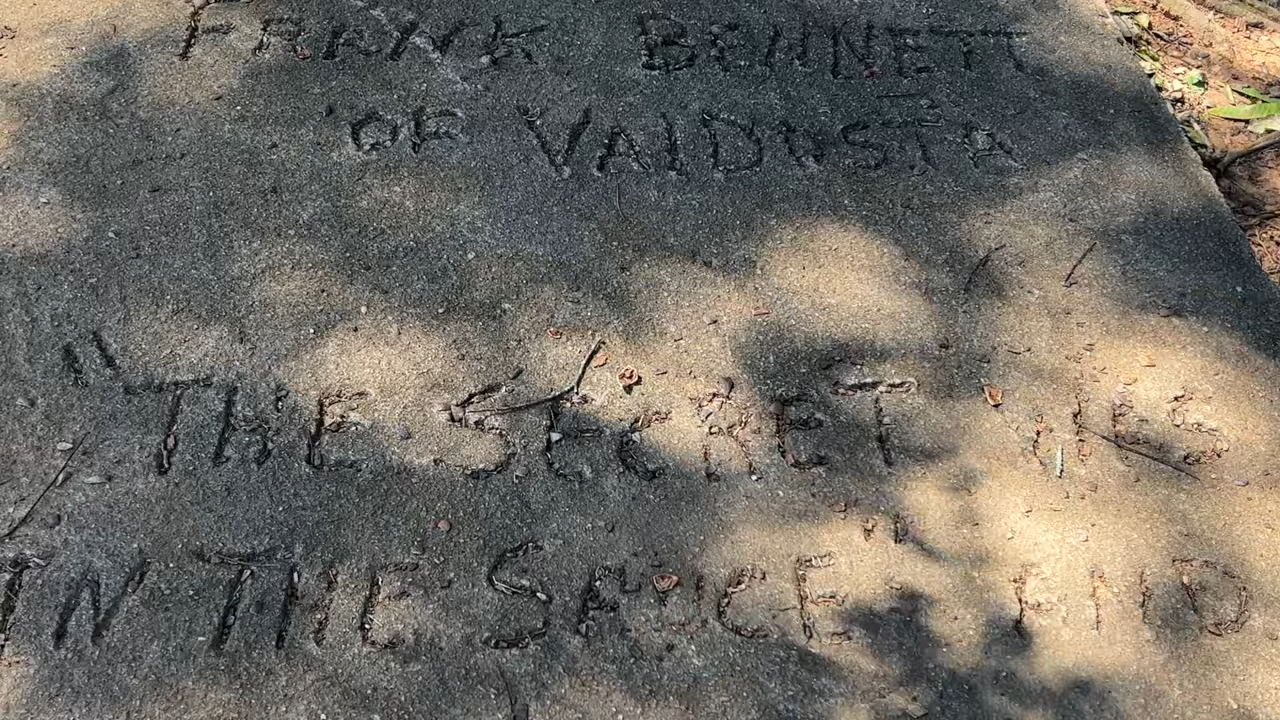 FRANK BENNETT
OF VALDOSTA
"THE SECRET IS
IN THE SAUCE"